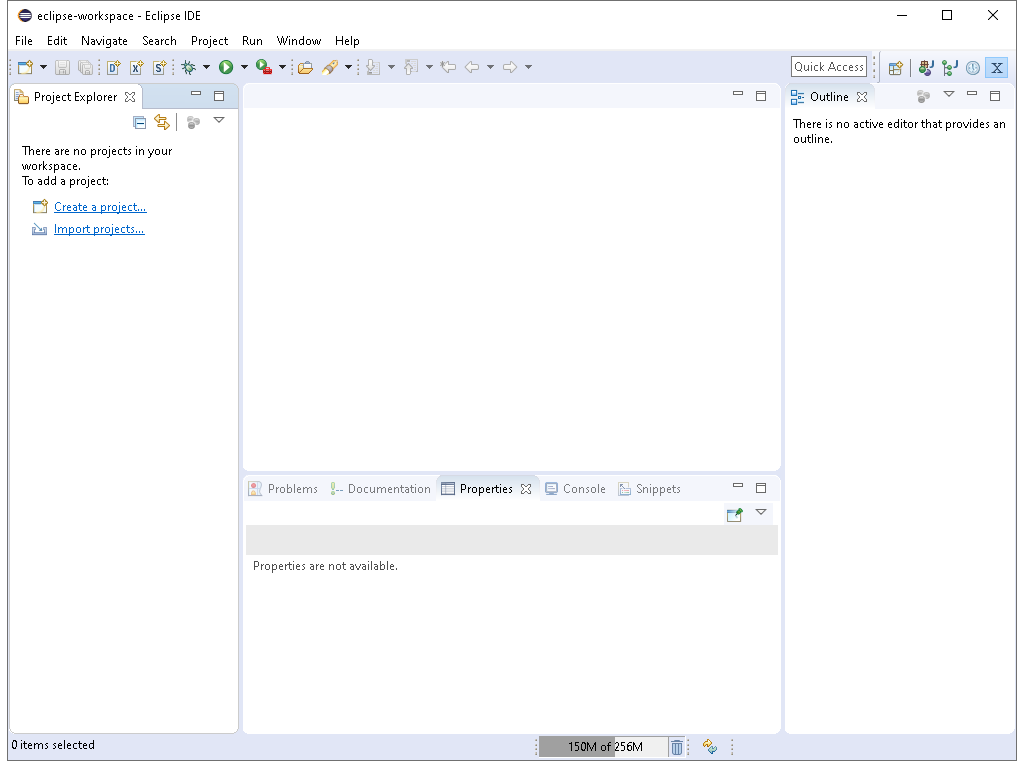 eclipse-workspace - Eclipse IDE
File Edit Navigate Search Project Run Window Help
D X S Quick Access X
Project Explorer
Outline
There are no projects in your
workspace.
To add a project:
Create a project...
Import projects...
There is no active editor that provides an
outline.
Problems Documentation Properties Console Snippets
Properties are not available.
0 items selected
150M of 256M